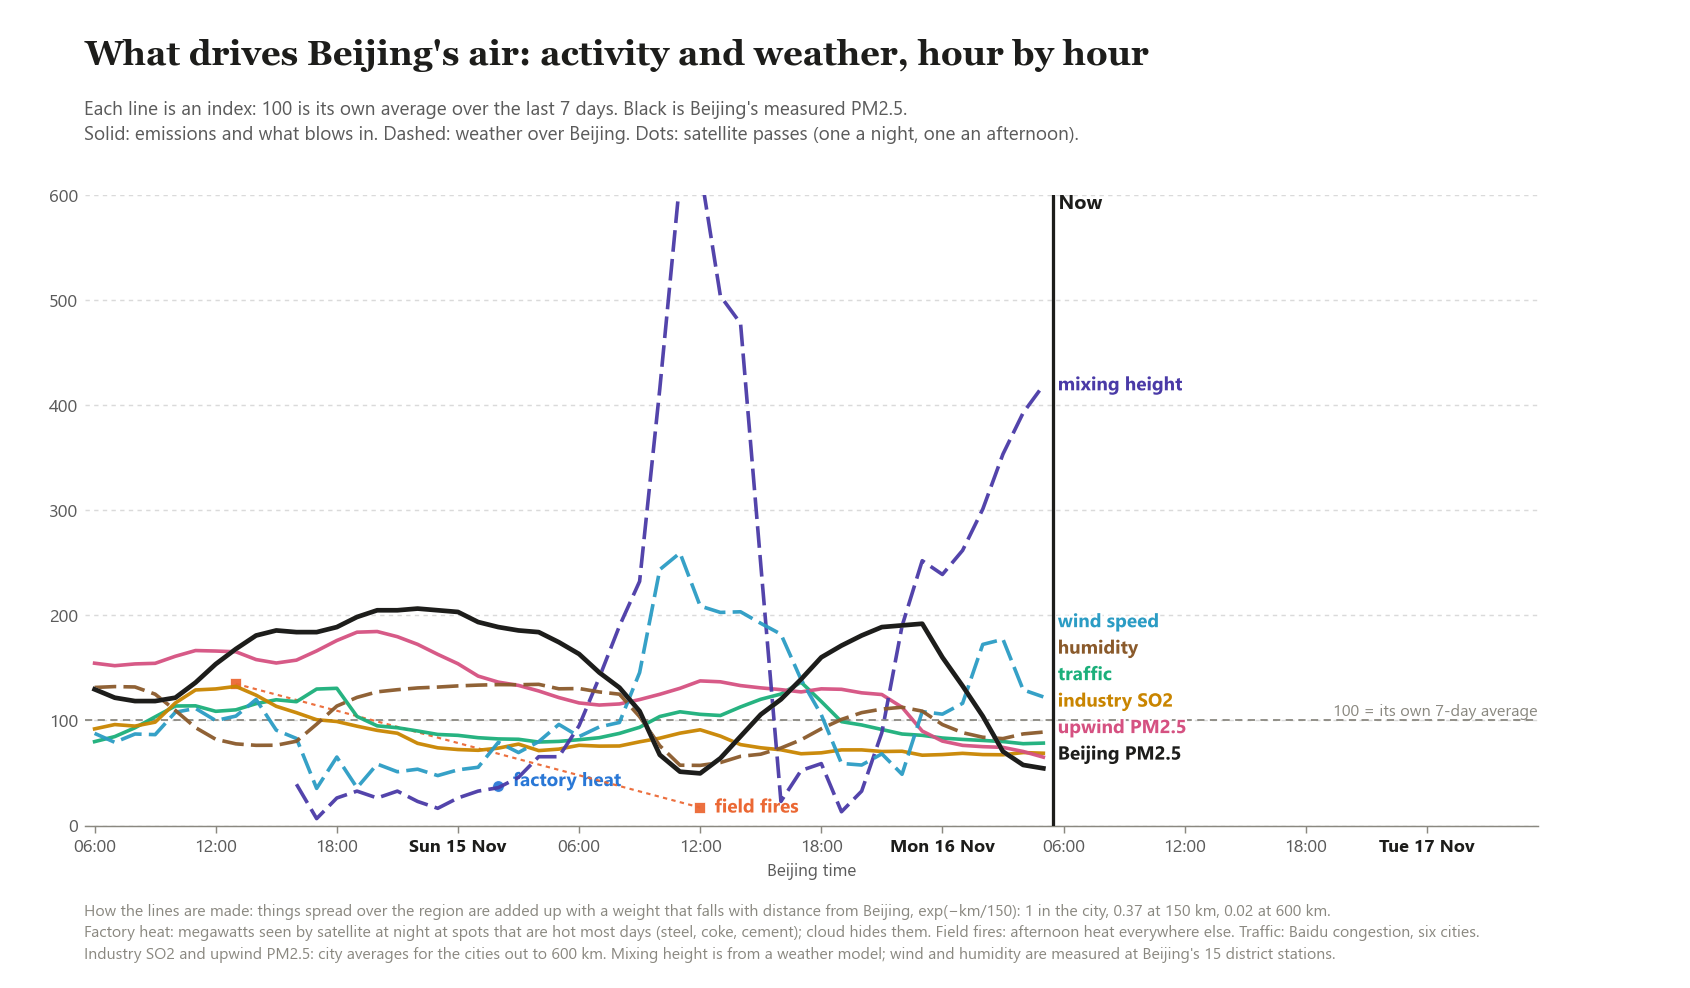 What drives Beijing's air: activity and weather, hour by hour
Each line is an index: 100 is its own average over the last 7 days. Black is Beijing's measured PM2.5.
Solid: emissions and what blows in. Dashed: weather over Beijing. Dots: satellite passes (one a night, one an afternoon).
600
Now
500
400
mixing height
300
200
wind speed
humidity
traffic
industry SO2
100 = its own 7-day average
100
upwind PM2.5
Beijing PM2.5
factory heat
field fires
0
06:00 12:00 18:00 Sun 15 Nov 06:00 12:00 18:00 Mon 16 Nov 06:00 12:00 18:00 Tue 17 Nov
Beijing time
How the lines are made: things spread over the region are added up with a weight that falls with distance from Beijing, exp(−km/150): 1 in the city, 0.37 at 150 km, 0.02 at 600 km.
Factory heat: megawatts seen by satellite at night at spots that are hot most days (steel, coke, cement); cloud hides them. Field fires: afternoon heat everywhere else. Traffic: Baidu congestion, six cities.
Industry SO2 and upwind PM2.5: city averages for the cities out to 600 km. Mixing height is from a weather model; wind and humidity are measured at Beijing's 15 district stations.